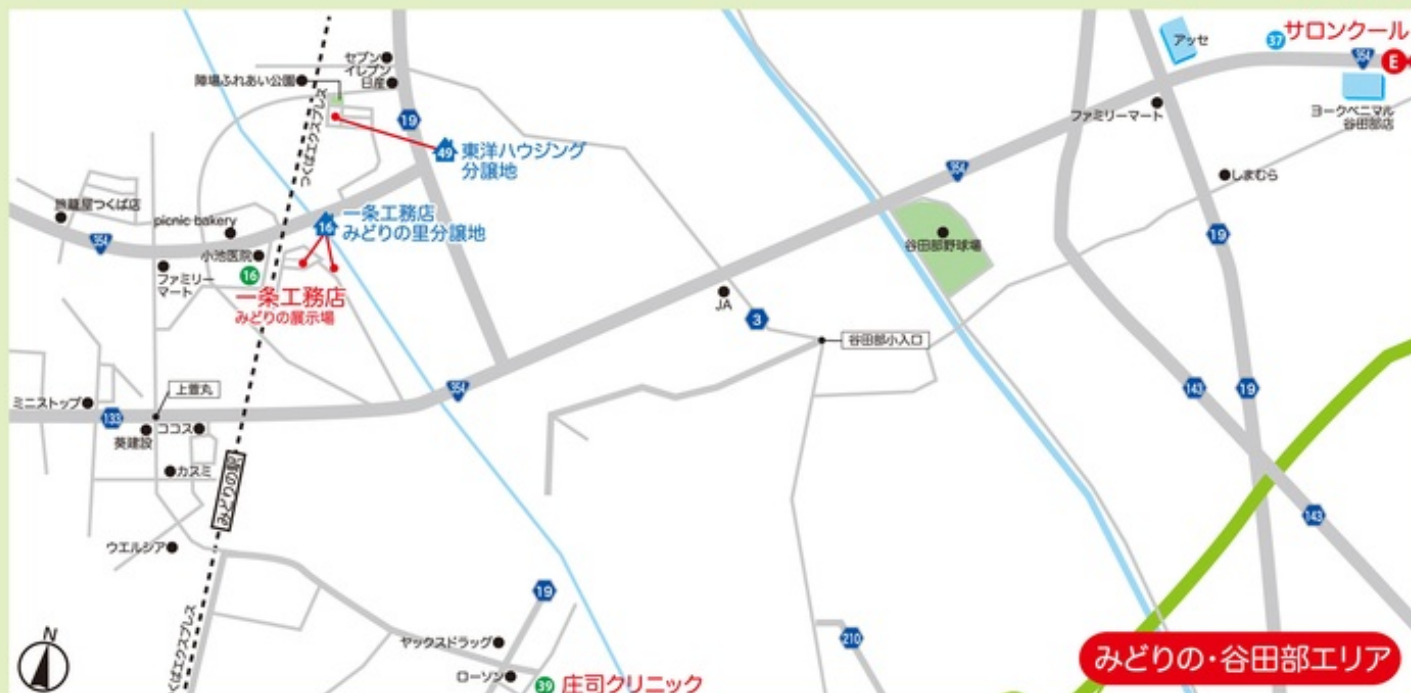 セブン
イレブン
日産
陣場ふれあい公園
つくばエクスプレス
19
49
東洋ハウジング
分譲地
旅籠屋つくば店
picnic bakery
354
小池医院
16
ファミリー
マート
16
一条工務店
みどりの里分譲地
一条工務店
みどりの展示場
アッセ
37
サロンクール
354
E
ヨークベニマル
谷田部店
ファミリーマート
しまむら
354
谷田部野球場
19
JA
3
谷田部小入口
354
143
19
143
ミニストップ
133
上萱丸
葵建設
ココス
カスミ
みどりの駅
ウエルシア
くばエクスプレス
19
ヤックスドラッグ
ローソン
39
庄司クリニック
210
N
みどりの・谷田部エリア